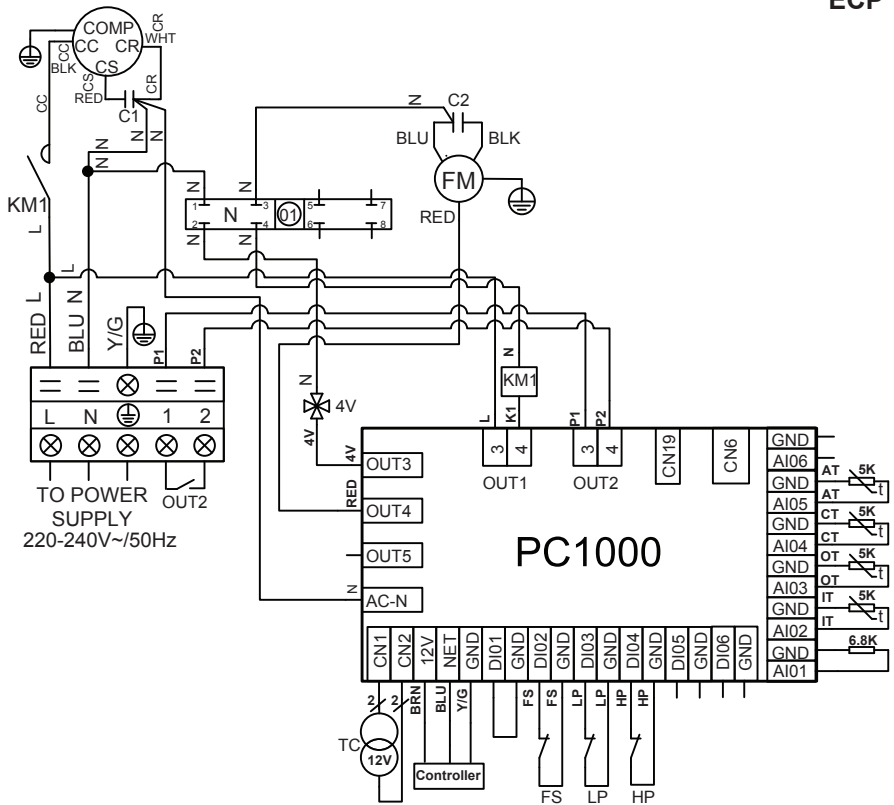 ECP
CR
COMP
CC CR
WHT
CC
BLK
CS
CS
RED
CR
C1
CC
N
N
N
N
N
KM1
L
L
N
C2
BLU
BLK
FM
RED
N
N
1
3
5
7
N
01
2
4
6
8
N
N
RED L
BLU N
Y/G
P1
P2
L N 1 2
TO POWER
SUPPLY
220-240V~/50Hz
OUT2
N
4V
4V
N
KM1
L
K1
P1
P2
3 4
3 4
OUT1
OUT2
CN19
CN6
4V
OUT3
RED
OUT4
OUT5
N
AC-N
PC1000
GND
AI06
GND
AI05
GND
AI04
GND
AI03
GND
AI02
GND
AI01
AT
5K
t
AT
CT
5K
t
CT
OT
5K
t
OT
IT
5K
t
IT
6.8K
CN1
CN2
12V
NET
GND
DI01
GND
DI02
GND
DI03
GND
DI04
GND
DI05
GND
DI06
GND
2
2
BRN
BLU
Y/G
FS
FS
LP
LP
HP
HP
TC
12V
Controller
FS
LP
HP